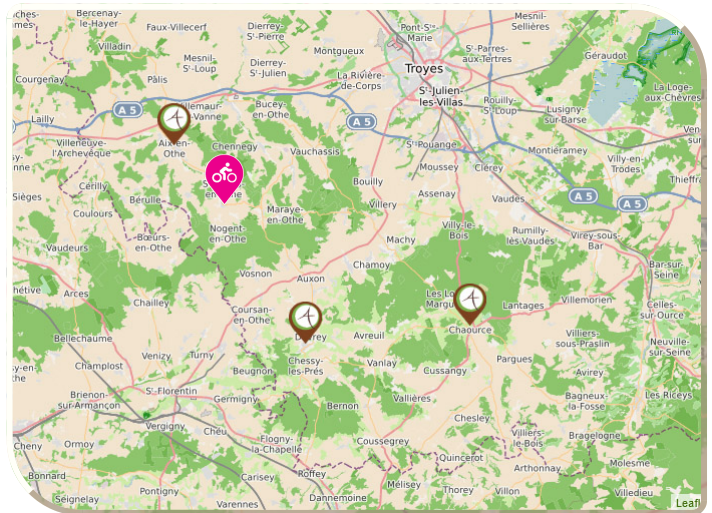 Bercenay-
le-Hayer
Faux-Villecerf
Dierrey-
St-Pierre
Pont-Ste-
Marie
Mesnil-
Sellières
Villadin
Montgueux
St-Parres-
aux-Tertres
Géraudot
Mesnil-
St-Loup
Dierrey-
St-Julien
Troyes
Courgenay
Pâlis
La Rivière-
de-Corps
St-Julien
les-Villas
La Loge-
aux-Chèvres
A 5
Bucey-
en-Othe
Rouilly-
St-Loup
Lusigny-
sur-Barse
Lailly
A 5
Villeneuve-
l'Archevêque
Aix-en-
Othe
Chennegy
Vauchassis
St-Pouange
Montiéramey
Moussey
Clérey
Villy-en-
Trodes
Cérilly
Bouilly
Assenay
Thieffra
Sièges
Bérulle
Villery
Vaudes
A 5
A 5
Coulours
Maraye-
en-Othe
Nogent-
en-Othe
Villy-le-
Bois
Rumilly-
lès-Vaudes
Virey-sous-
Bar
Bœurs-
en-Othe
Machy
Vaudeurs
Chamoy
Bar-sur-
Seine
Vosnon
Auxon
Arces
Chailley
Coursan-
en-Othe
Lantages
Villemorien
Celles-
sur-Ource
Chaource
Bellechaume
Avreuil
Villiers-
sous-Praslin
Neuville-
sur-Seine
Venizy
Turny
Chessy-
les-Prés
Vanlay
Pargues
Champlost
Beugnon
Cussangy
Avirey
St-Florentin
Brienon-
sur-Armançon
Germigny
Bernon
Vallières
Bagneux-
la-Fosse
Les Riceys
Vergigny
Cheu
Chesley
Cheny
Ormoy
Flogny-
la-Chapelle
Coussegrey
Villiers-
le-Bois
Bragelogne
Quincerot
Molesme
Bonnard
Carisey
Roffey
Arthonnay
Pontigny
Mélisey
Thorey
Villon
Villedieu
Seignelay
Varennes
Dannemoine
Leafl